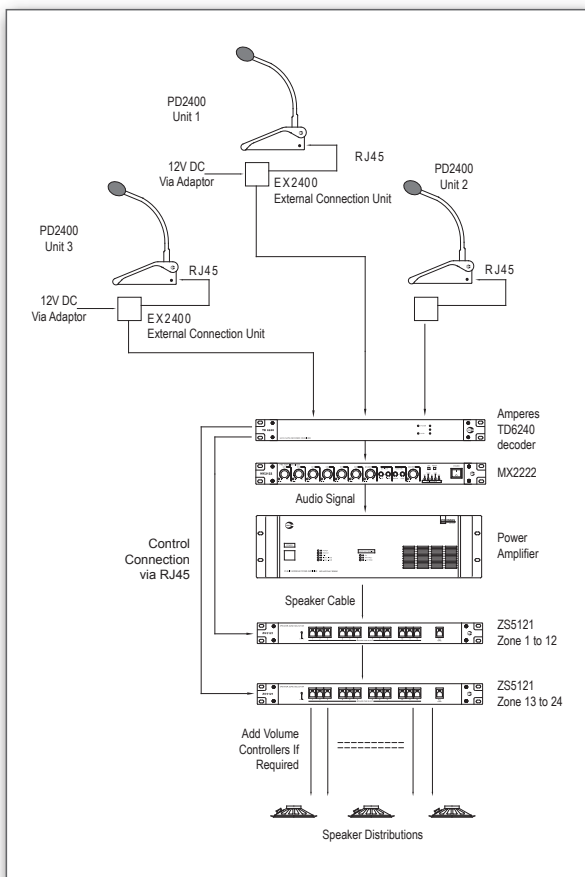 PD2400
Unit 1
RJ45
12V DC
Via Adaptor
EX2400
External Connection Unit
PD2400
Unit 2
RJ45
PD2400
Unit 3
RJ45
12V DC
Via Adaptor
EX2400
External Connection Unit
Amperes
TD6240
decoder
MX2222
Audio Signal
Power
Amplifier
Control
Connection
via RJ45
Speaker Cable
ZS5121
Zone 1 to 12
ZS5121
Zone 13 to 24
Add Volume
Controllers If
Required
Speaker Distributions